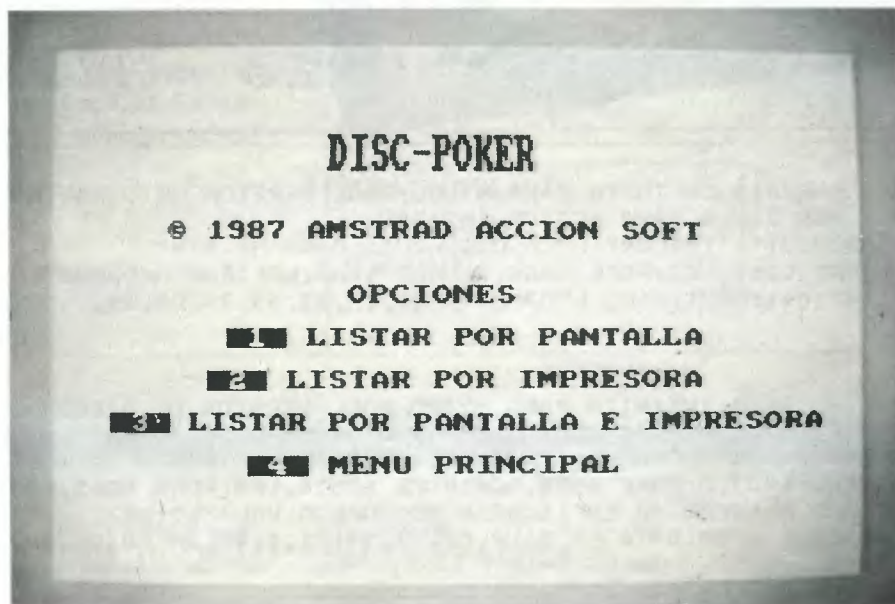 DISC-POKER
© 1987 AMSTRAD ACCION SOFT
OPCIONES
1 LISTAR POR PANTALLA
2 LISTAR POR IMPRESORA
3 LISTAR POR PANTALLA E IMPRESORA
4 MENU PRINCIPAL